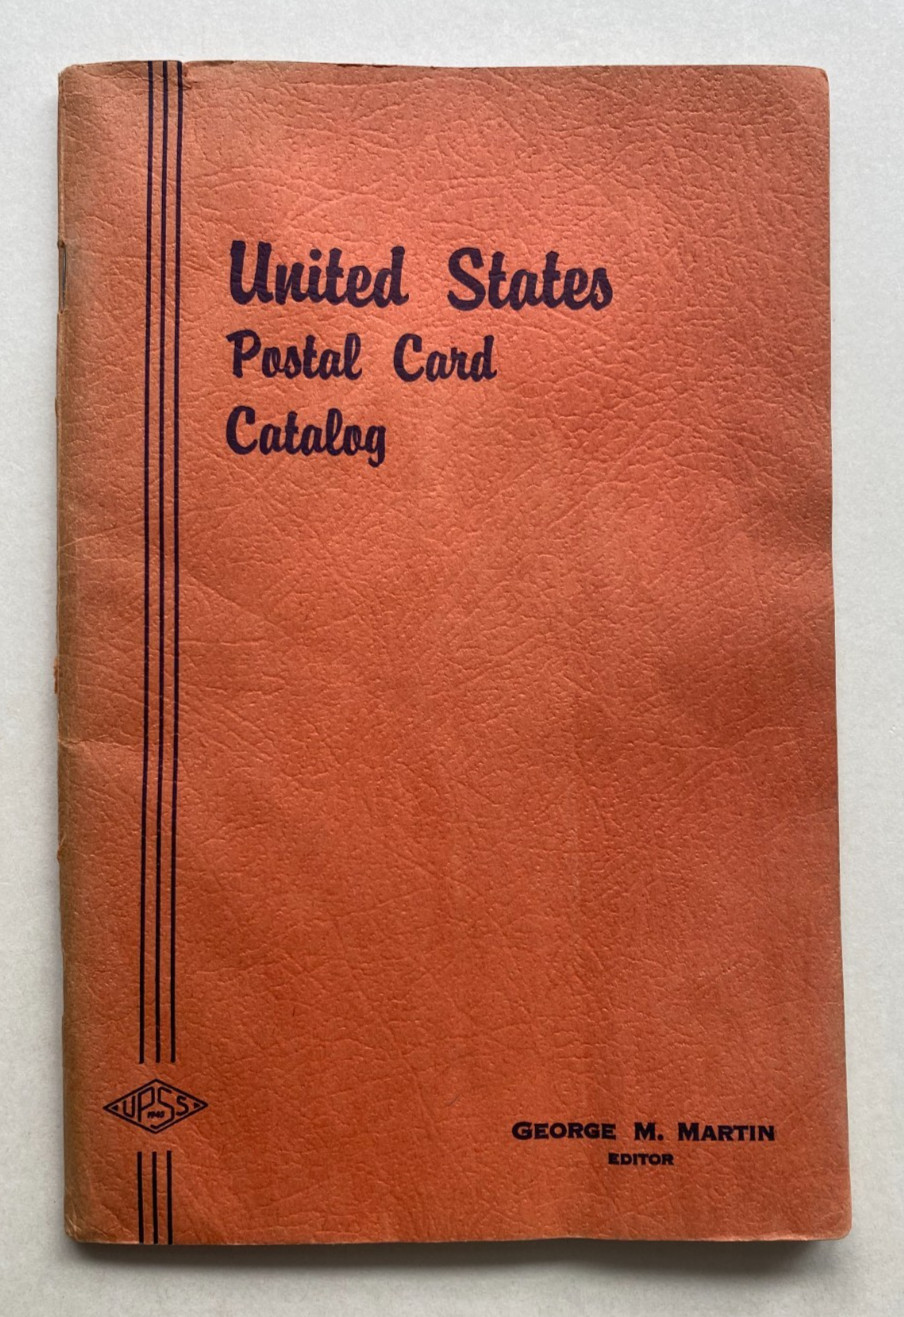 United States
Postal Card
Catalog
UPSS
GEORGE M. MARTIN
EDITOR